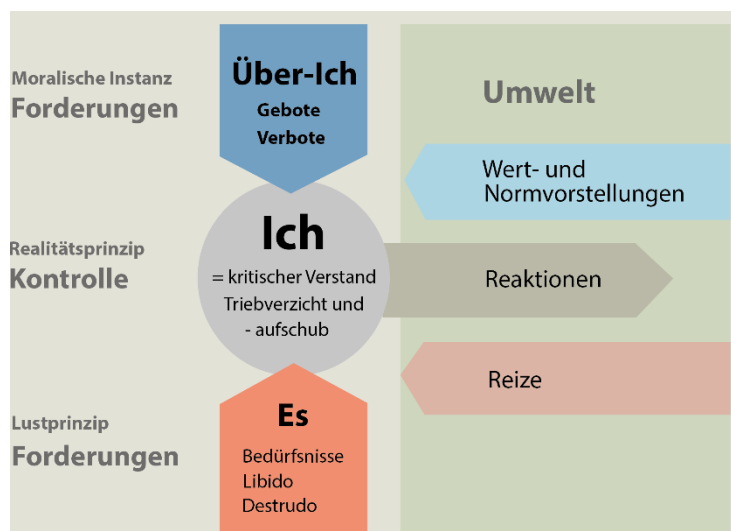 Moralische Instanz
Forderungen
Über-Ich
Gebote
Verbote
Umwelt
Wert- und
Normvorstellungen
Realitätsprinzip
Kontrolle
Ich
= kritischer Verstand
Triebverzicht und
- aufschub
Reaktionen
Reize
Lustprinzip
Forderungen
Es
Bedürfsnisse
Libido
Destrudo